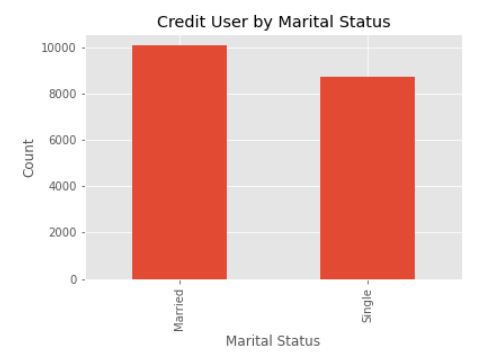 Credit User by Marital Status
10000
8000
6000
4000
2000
0
Count
Married
Single
Marital Status